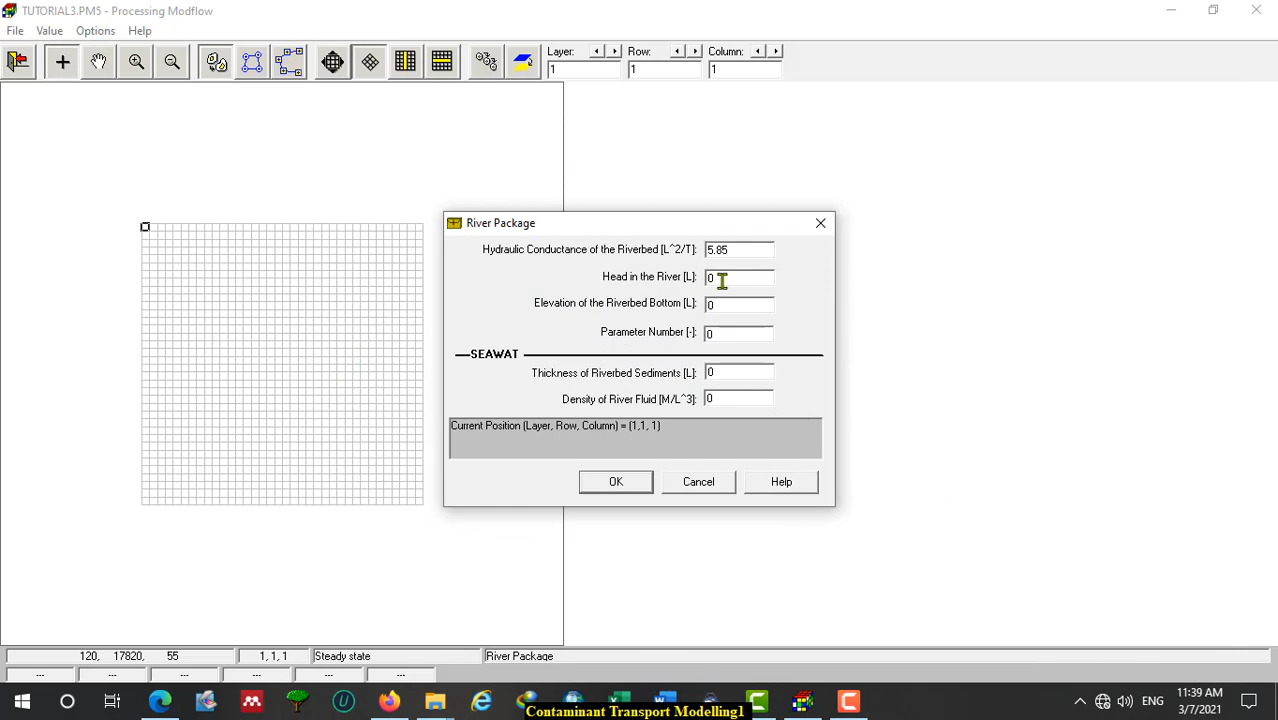 TUTORIAL3.PM5 - Processing Modflow
File Value Options Help
Layer: Row: Column:
1 1 1
River Package
Hydraulic Conductance of the Riverbed [L^2/T]: 5.85
Head in the River [L]: 0
Elevation of the Riverbed Bottom [L]: 0
Parameter Number [-]: 0
SEAWAT
Thickness of Riverbed Sediments [L]: 0
Density of River Fluid [M/L^3]: 0
Current Position (Layer, Row, Column) = (1,1, 1)
OK Cancel Help
120, 17820, 55 1, 1, 1 Steady state River Package
... ... ... ... ... ...
ENG 11:39 AM
3/7/2021
Contaminant Transport Modelling1